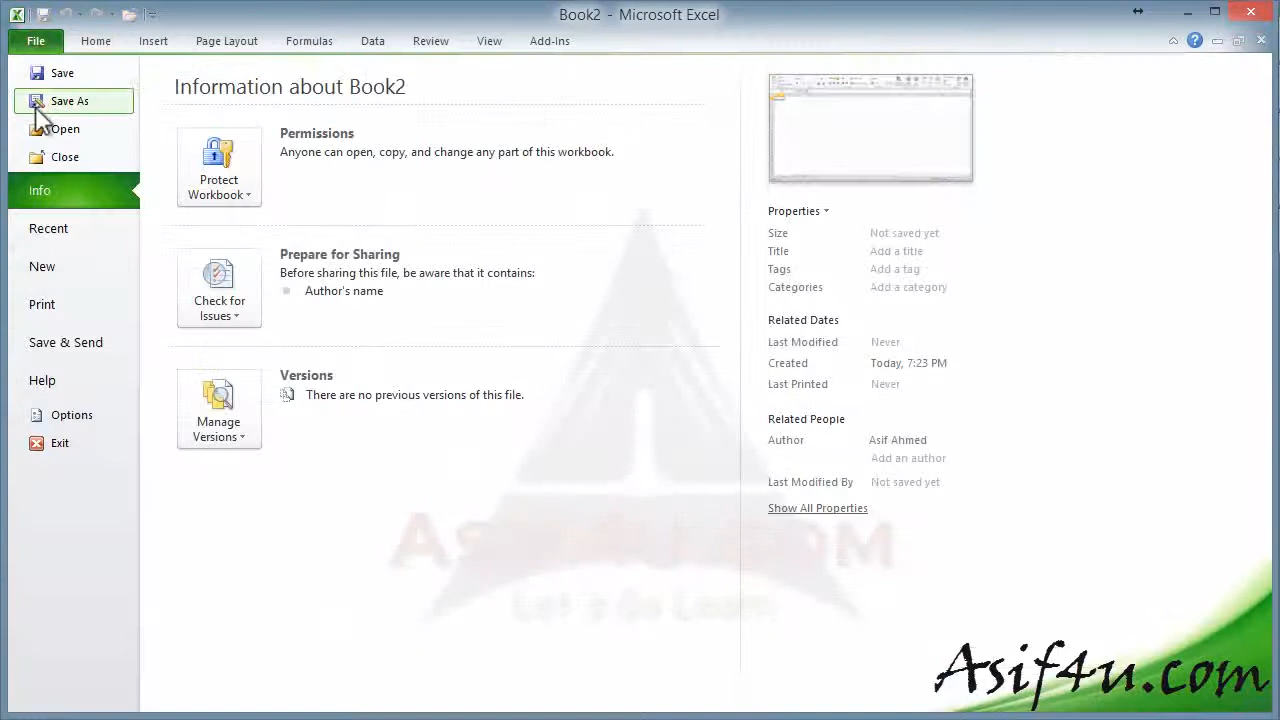 Book2 - Microsoft Excel
File Home Insert Page Layout Formulas Data Review View Add-Ins
Save
Save As
Open
Close
Info
Recent
New
Print
Save & Send
Help
Options
Exit
Information about Book2
Protect
Workbook
Permissions
Anyone can open, copy, and change any part of this workbook.
Check for
Issues
Prepare for Sharing
Before sharing this file, be aware that it contains:
Author's name
Manage
Versions
Versions
There are no previous versions of this file.
Properties
Size Not saved yet
Title Add a title
Tags Add a tag
Categories Add a category
Related Dates
Last Modified Never
Created Today, 7:23 PM
Last Printed Never
Related People
Author Asif Ahmed
Add an author
Last Modified By Not saved yet
Show All Properties
Let's Go Learn
Asif4u.com